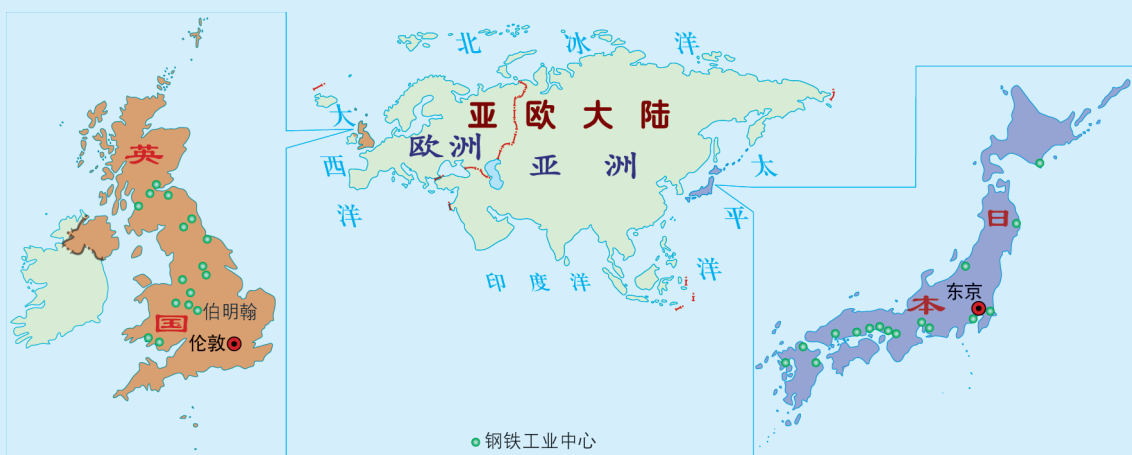 北冰洋
大西洋
亚欧大陆
欧洲
亚洲
太平洋
印度洋
英国
伯明翰
伦敦
日本
东京
钢铁工业中心